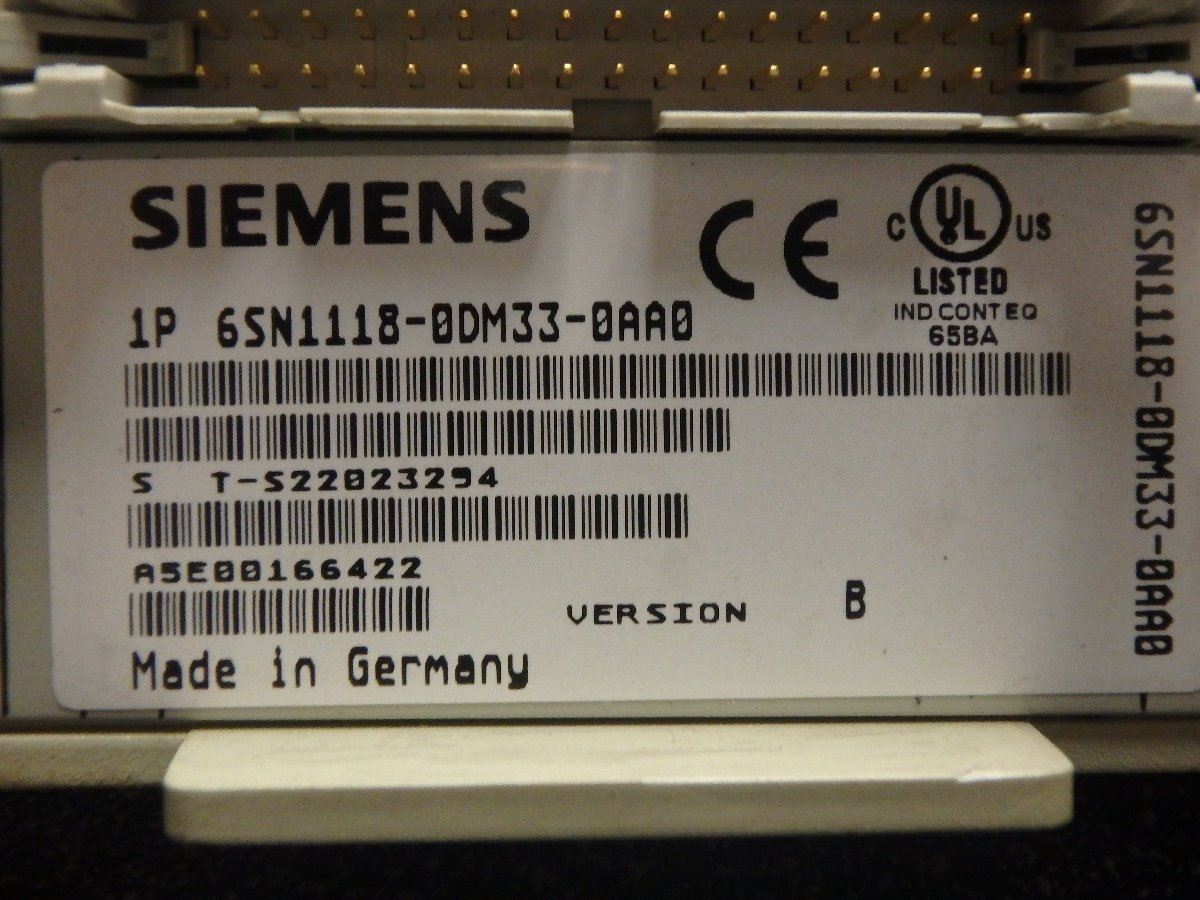 SIEMENS
CE
C UL US
LISTED
IND CONT EQ
65BA
1P 6SN1118-0DM33-0AA0
S T-S22023294
A5E00166422
VERSION B
Made in Germany
6SN1118-0DM33-0AA0